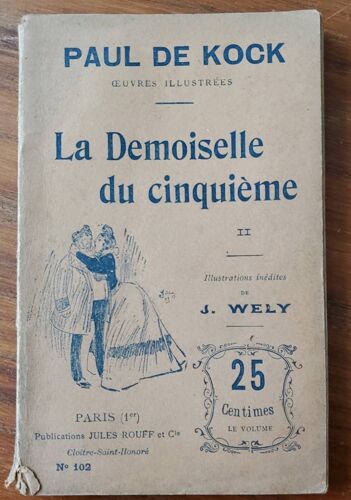 PAUL DE KOCK
ŒUVRES ILLUSTRÉES
La Demoiselle
du cinquième
II
Illustrations inédites
DE
J. WELY
25
Centimes
LE VOLUME
PARIS (1er)
Publications JULES ROUFF et Cie
Cloître-Saint-Honoré
No 102